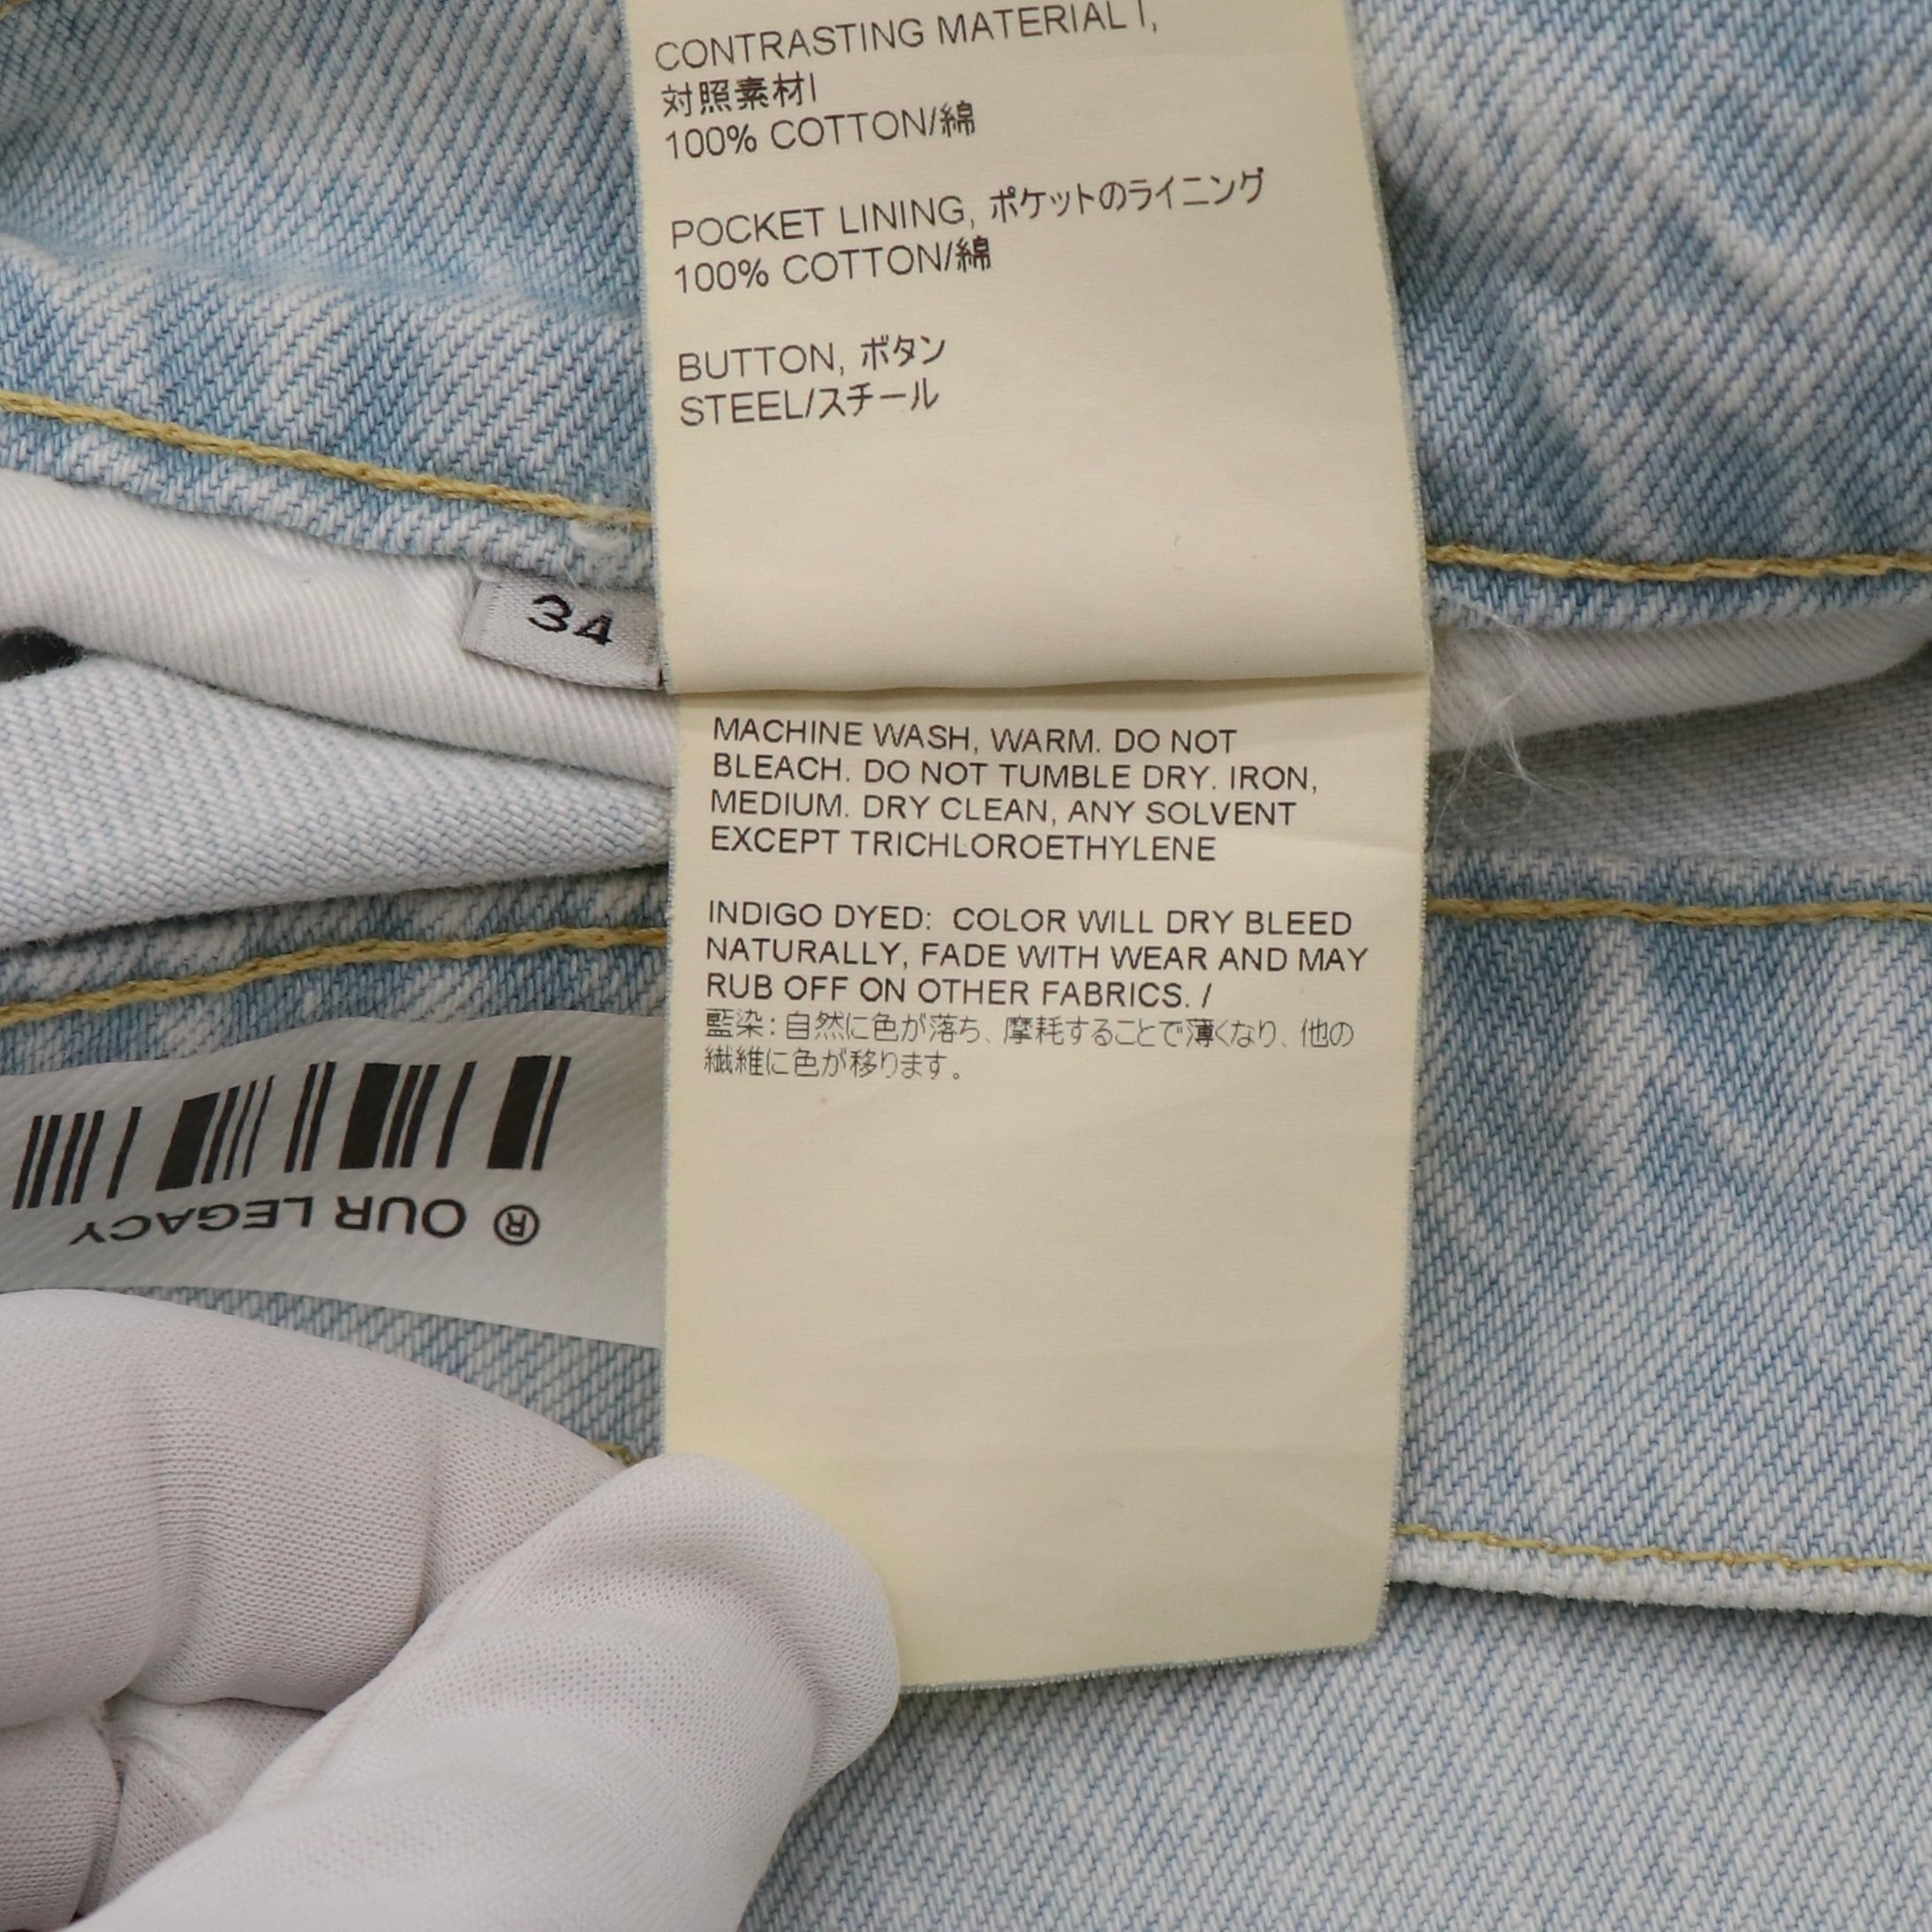 CONTRASTING MATERIAL I,
対照素材I
100% COTTON/綿
POCKET LINING, ポケットのライニング
100% COTTON/綿
BUTTON, ボタン
STEEL/スチール
34
MACHINE WASH, WARM. DO NOT
BLEACH. DO NOT TUMBLE DRY. IRON,
MEDIUM. DRY CLEAN, ANY SOLVENT
EXCEPT TRICHLOROETHYLENE
INDIGO DYED: COLOR WILL DRY BLEED
NATURALLY, FADE WITH WEAR AND MAY
RUB OFF ON OTHER FABRICS. /
藍染：自然に色が落ち、摩耗することで薄くなり、他の
繊維に色が移ります。
® OUR LEGACY